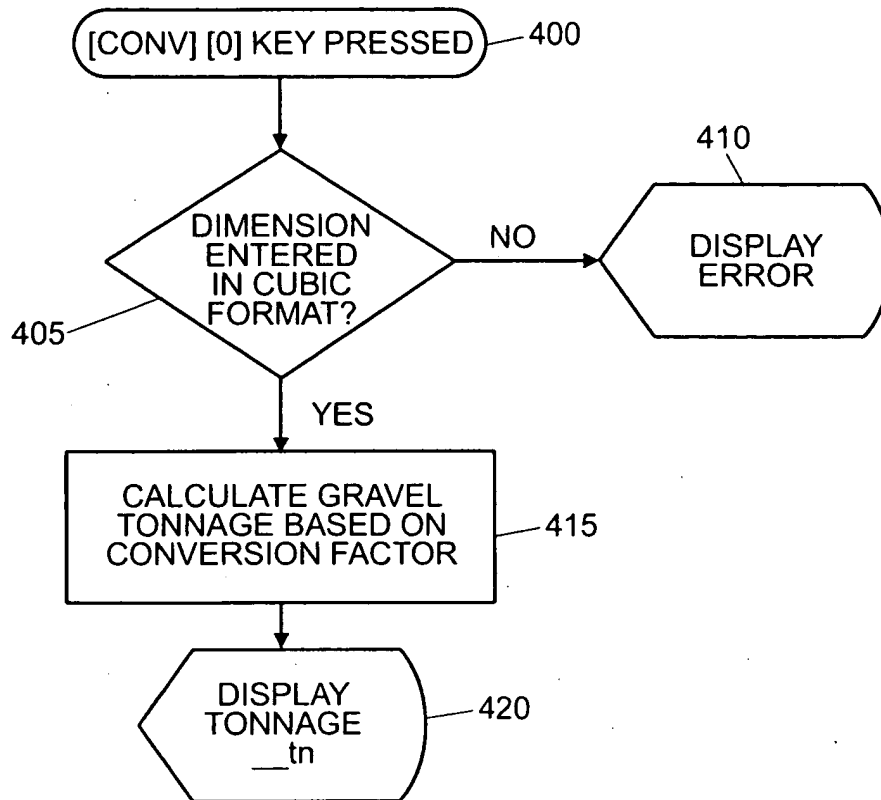 [CONV] [0] KEY PRESSED
400
410
DIMENSION
ENTERED
IN CUBIC
FORMAT?
405
NO
DISPLAY
ERROR
YES
CALCULATE GRAVEL
TONNAGE BASED ON
CONVERSION FACTOR
415
DISPLAY
TONNAGE
__tn
420